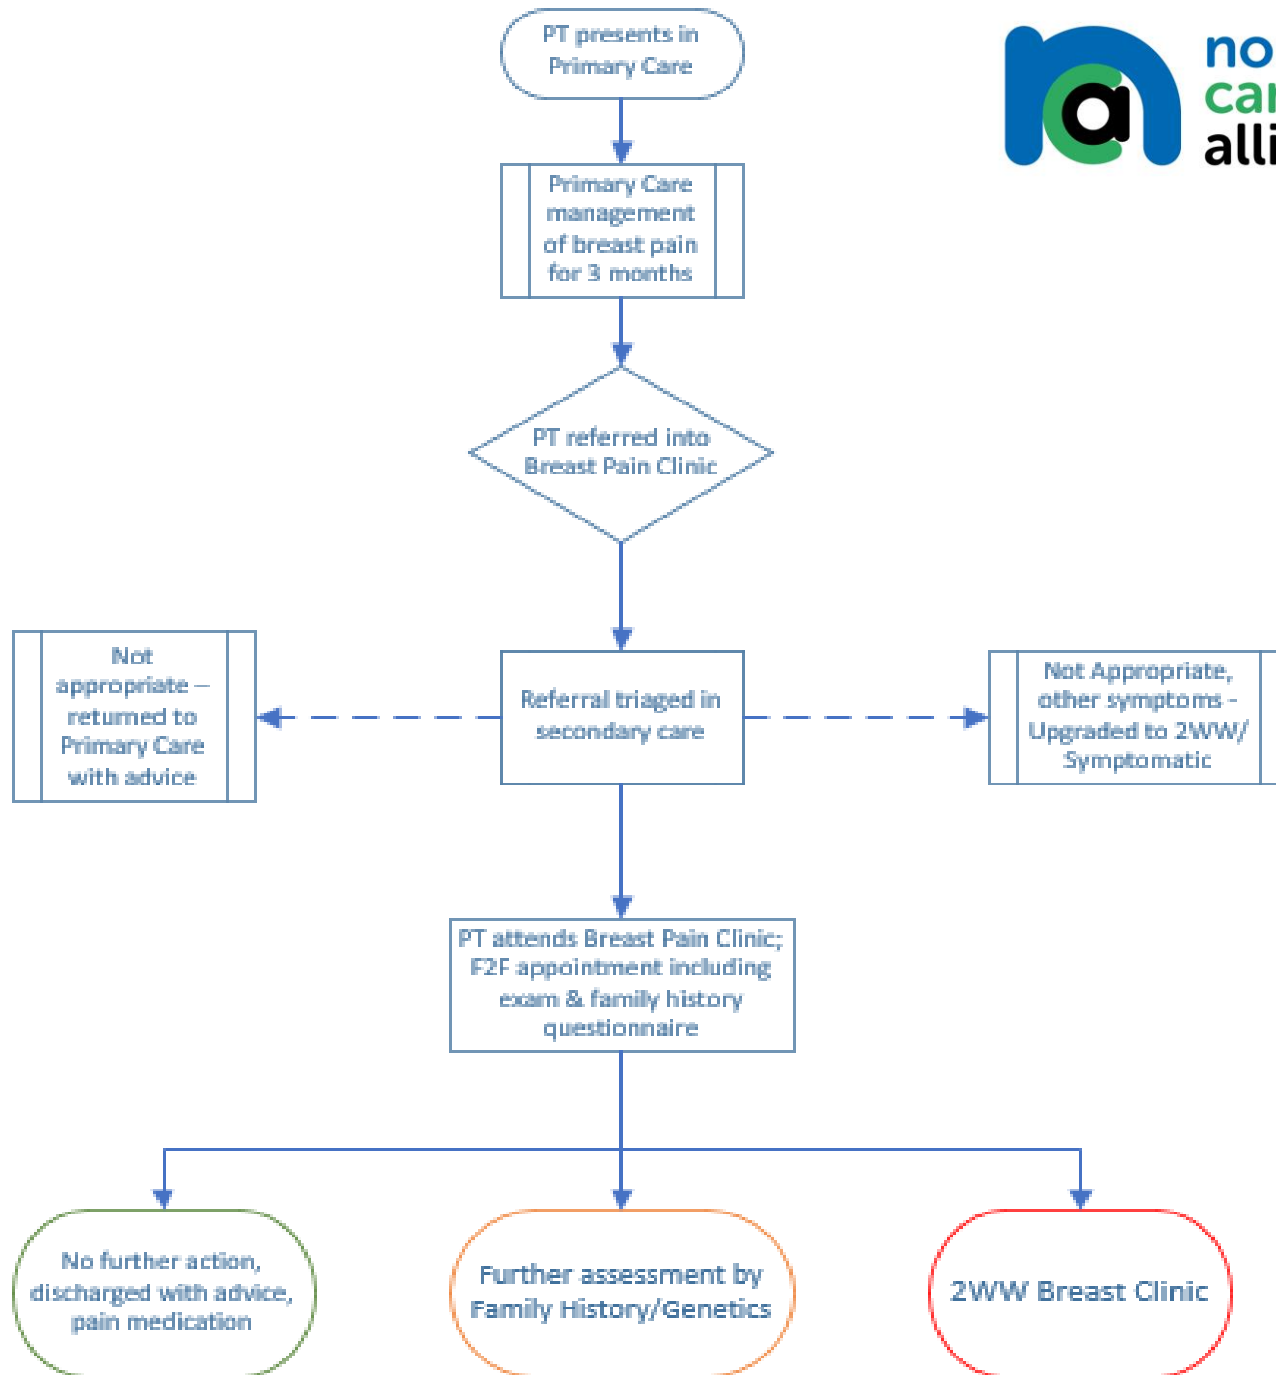 PT presents in
Primary Care
no
can
alli
Primary Care
management
of breast pain
for 3 months
PT referred into
Breast Pain Clinic
Not
appropriate –
returned to
Primary Care
with advice
Referral triaged in
secondary care
Not Appropriate,
other symptoms -
Upgraded to 2WW/
Symptomatic
PT attends Breast Pain Clinic;
F2F appointment including
exam & family history
questionnaire
No further action,
discharged with advice,
pain medication
Further assessment by
Family History/Genetics
2WW Breast Clinic